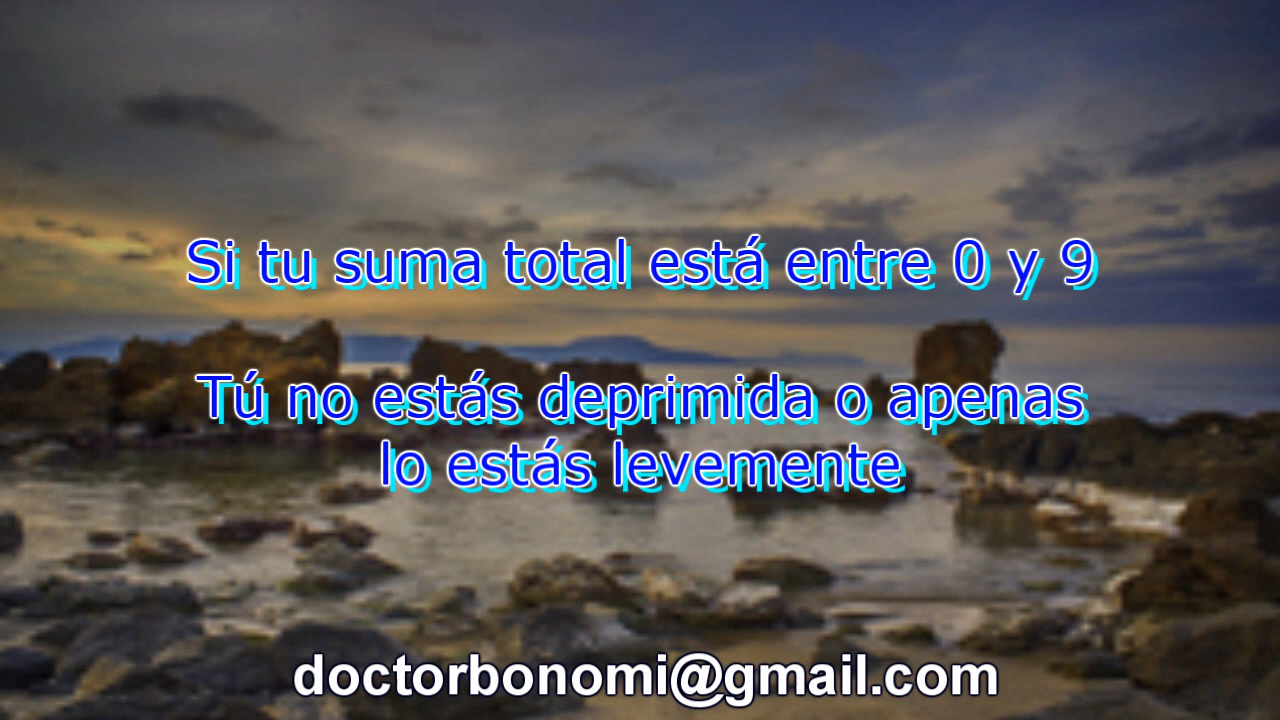 Si tu suma total está entre 0 y 9
Tú no estás deprimida o apenas
lo estás levemente
doctorbonomi@gmail.com